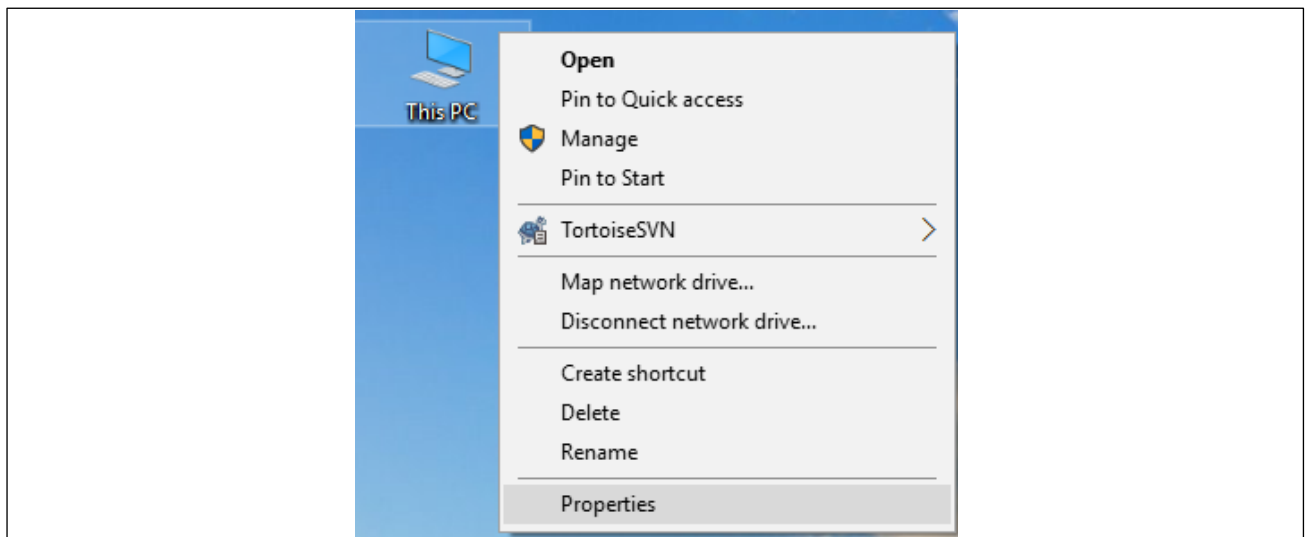 This PC
Open
Pin to Quick access
Manage
Pin to Start
TortoiseSVN
Map network drive...
Disconnect network drive...
Create shortcut
Delete
Rename
Properties